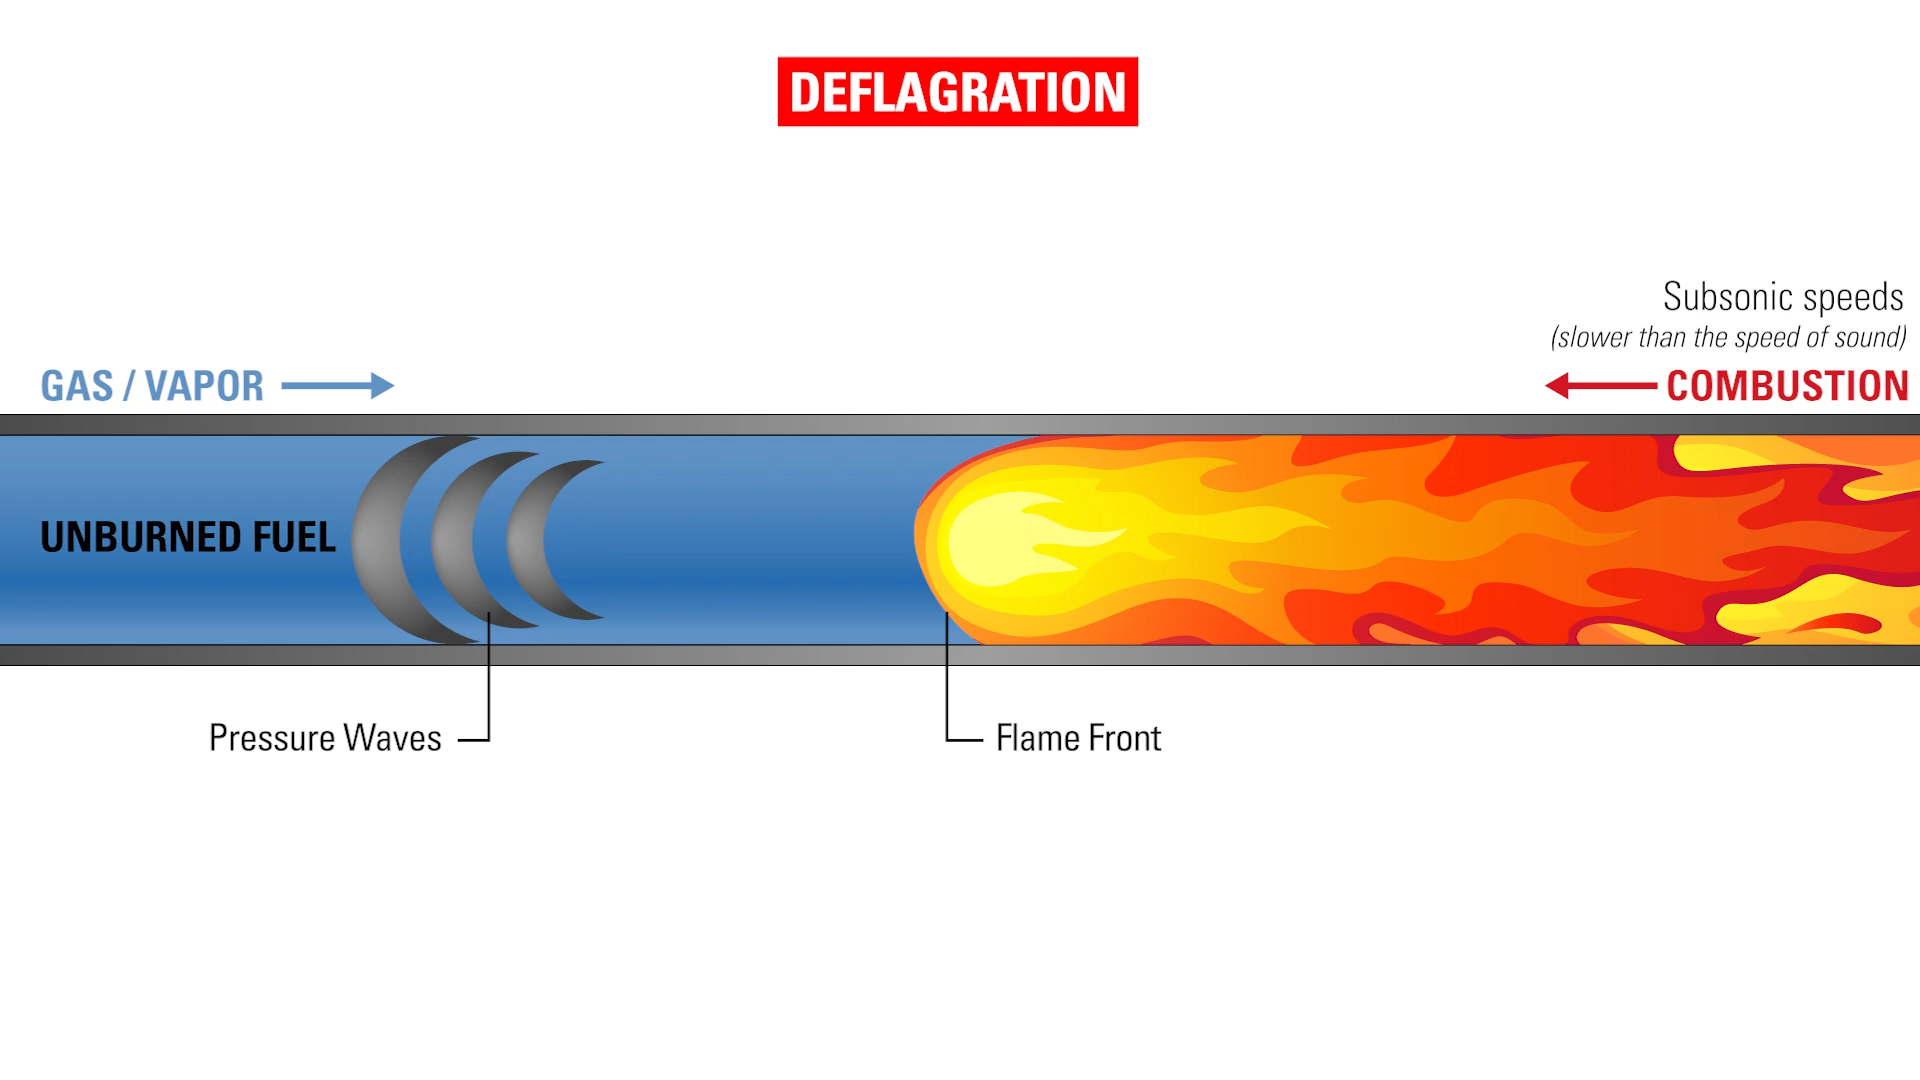 DEFLAGRATION
Subsonic speeds
(slower than the speed of sound)
GAS / VAPOR
COMBUSTION
UNBURNED FUEL
Pressure Waves
Flame Front